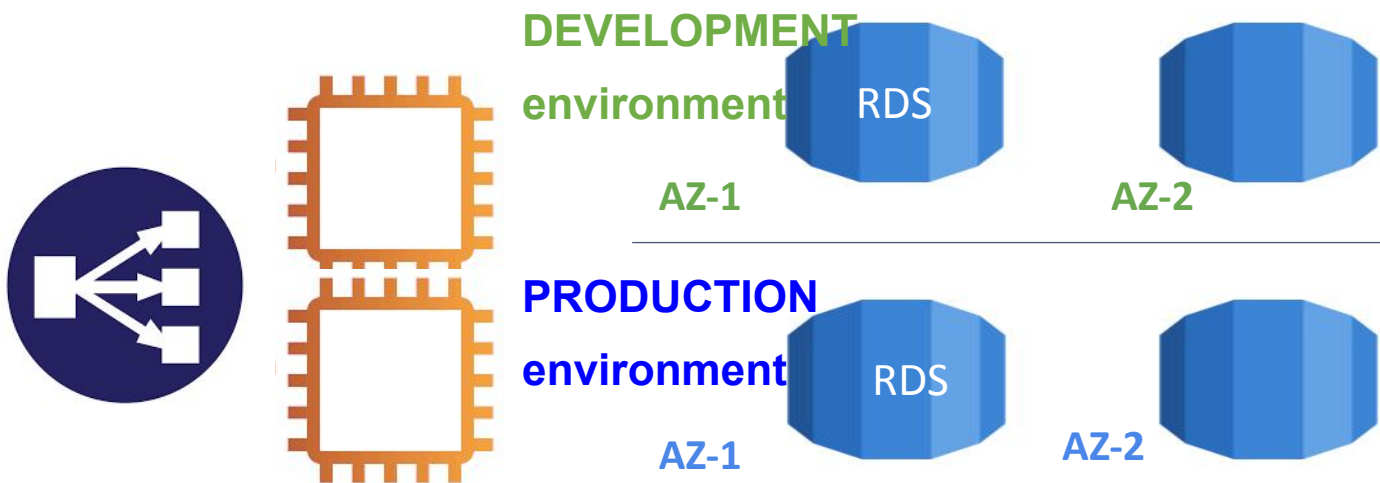 DEVELOPMENT
environment
RDS
AZ-1
AZ-2
PRODUCTION
environment
RDS
AZ-1
AZ-2